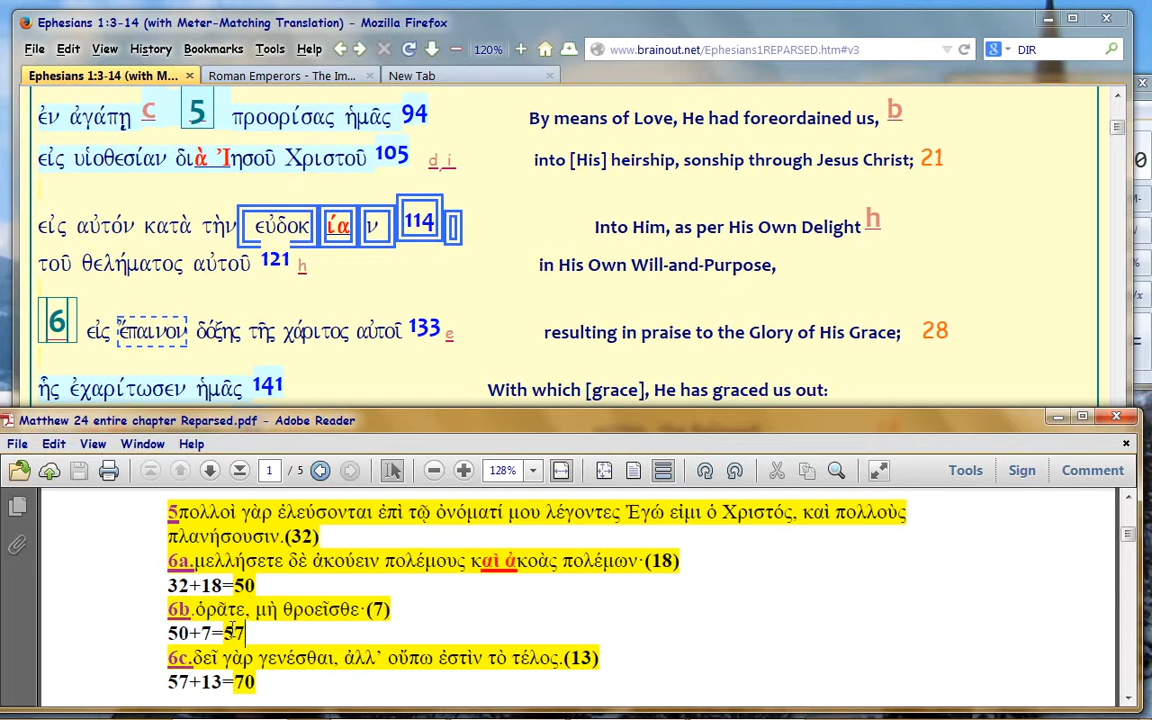 Ephesians 1:3-14 (with Meter-Matching Translation) - Mozilla Firefox
File Edit View History Bookmarks Tools Help 120% www.brainout.net/Ephesians1REPARSED.htm#v3 DIR
Ephesians 1:3-14 (with M... × Roman Emperors - The Im... × New Tab ×
ἐν ἀγάπῃ c 5 προορίσας ἡμᾶς 94 By means of Love, He had foreordained us, b
εἰς υἱοθεσίαν διὰ Ἰησοῦ Χριστοῦ 105 d i into [His] heirship, sonship through Jesus Christ; 21
εἰς αὐτόν κατὰ τὴν εὐδοκίαν 114 Into Him, as per His Own Delight h
τοῦ θελήματος αὐτοῦ 121 h in His Own Will-and-Purpose,
6 εἰς ἔπαινον δόξης τῆς χάριτος αὐτοῖ 133 e resulting in praise to the Glory of His Grace; 28
ἧς ἐχαρίτωσεν ἡμᾶς 141 With which [grace], He has graced us out:
Matthew 24 entire chapter Reparsed.pdf - Adobe Reader
File Edit View Window Help
1 / 5 128% Tools Sign Comment
5πολλοὶ γὰρ ἐλεύσονται ἐπὶ τῷ ὀνόματί μου λέγοντες Ἐγώ εἰμι ὁ Χριστός, καὶ πολλοὺς
πλανήσουσιν.(32)
6a.μελλήσετε δὲ ἀκούειν πολέμους καὶ ἀκοὰς πολέμων·(18)
32+18=50
6b.ὁρᾶτε, μὴ θροεῖσθε·(7)
50+7=57
6c.δεῖ γὰρ γενέσθαι, ἀλλ’ οὔπω ἐστὶν τὸ τέλος.(13)
57+13=70